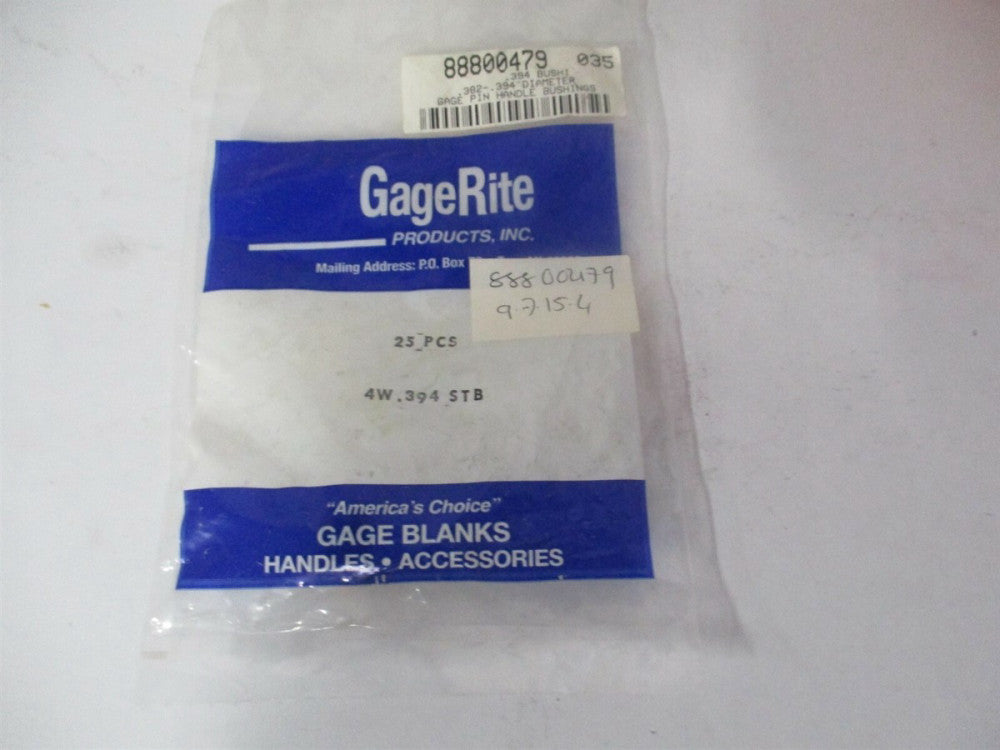 88800479 035
.394 BUSHI
.382-.394"DIAMETER
GAGE PIN HANDLE BUSHINGS
GageRite
PRODUCTS, INC.
Mailing Address: P.O. Box
88800479
9.7.15.4
25 PCS
4W.394 STB
"America's Choice"
GAGE BLANKS
HANDLES • ACCESSORIES